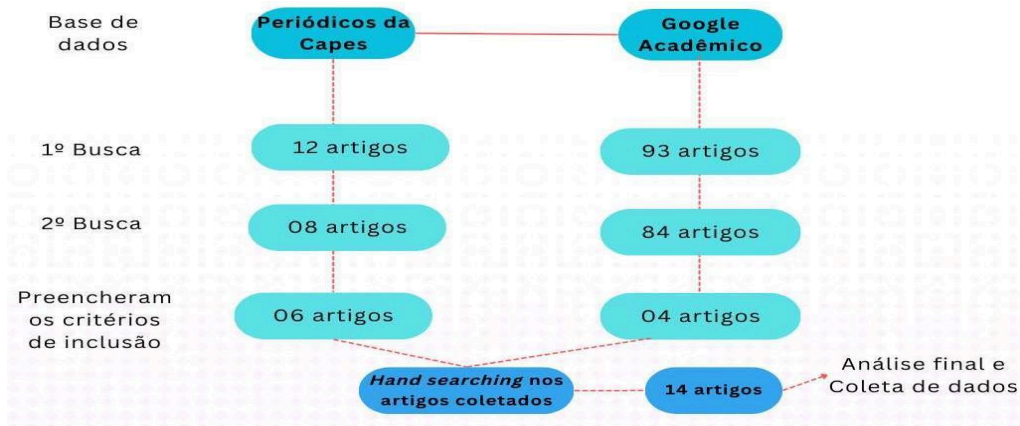 Base de
dados
Periódicos da
Capes
Google
Acadêmico
1º Busca
12 artigos
93 artigos
2º Busca
08 artigos
84 artigos
Preencheram
os critérios
de inclusão
06 artigos
04 artigos
Hand searching nos
artigos coletados
14 artigos
Análise final e
Coleta de dados